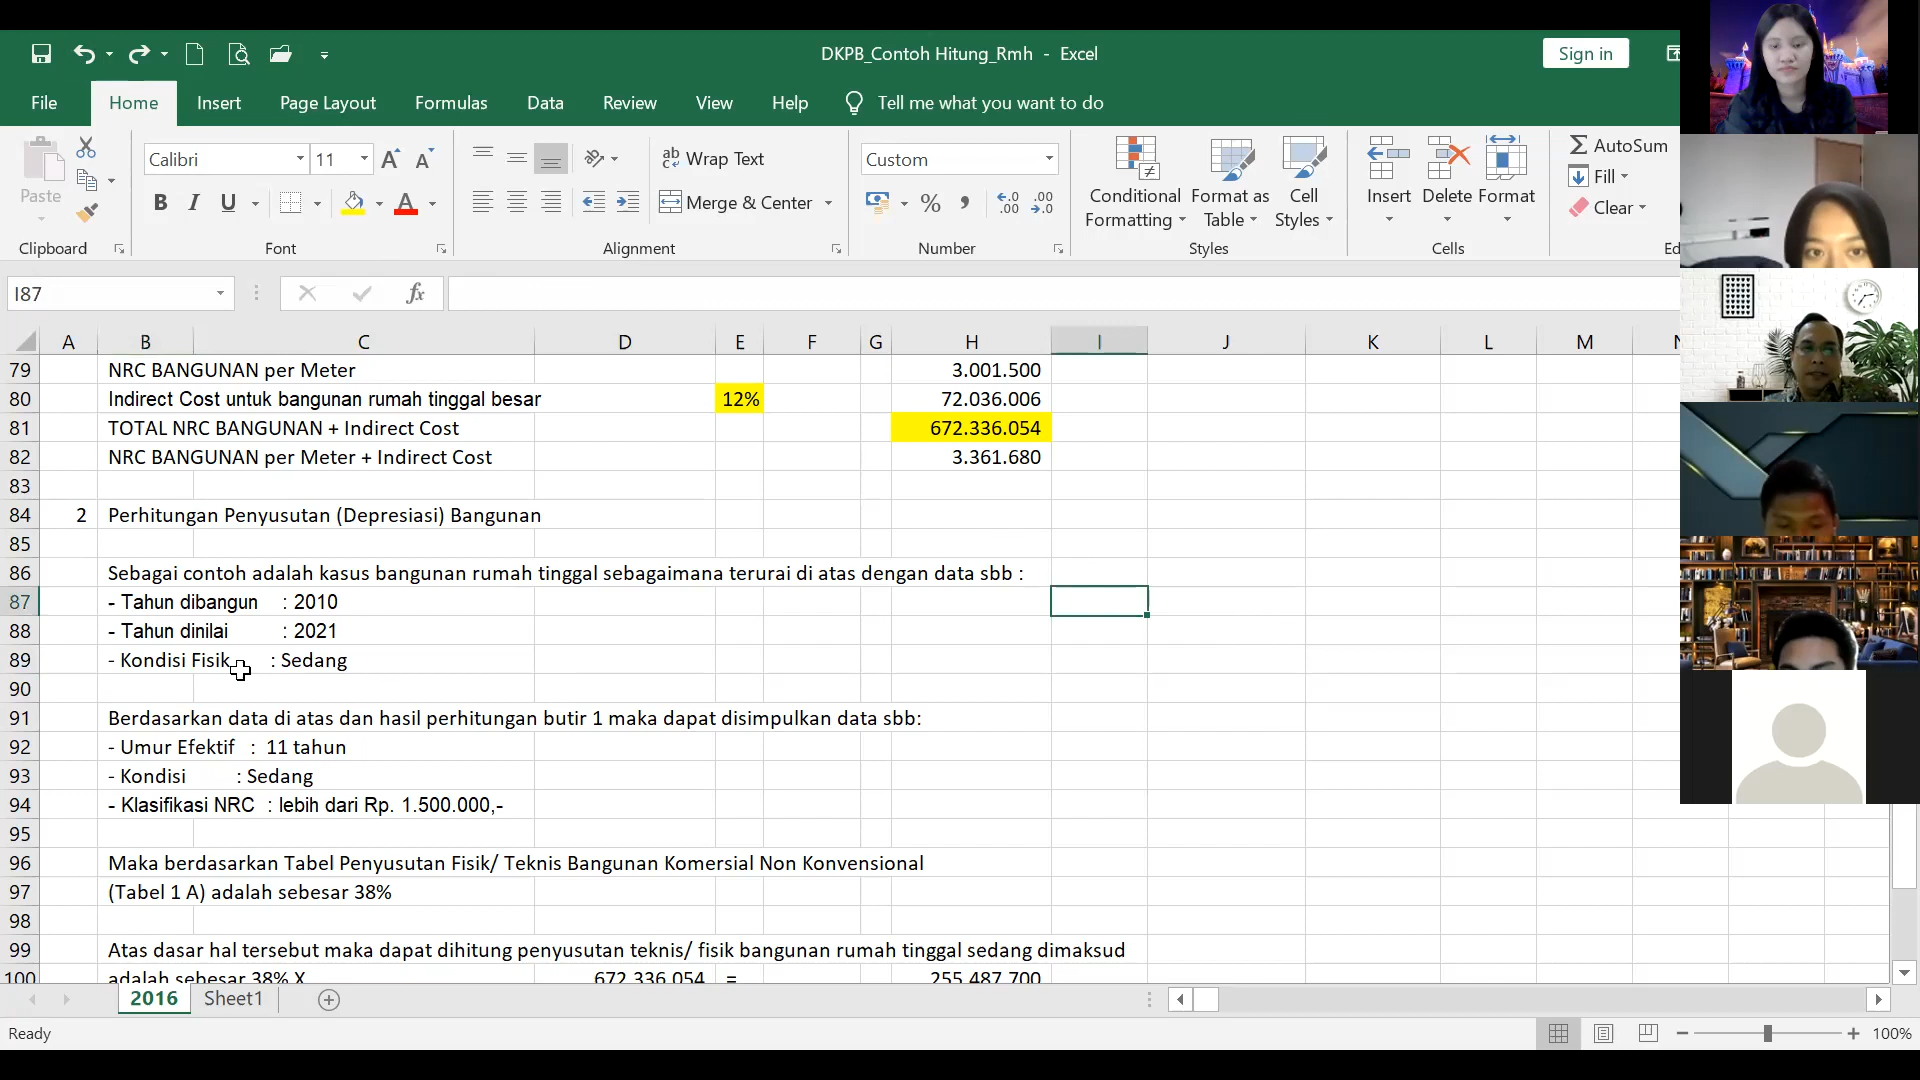 DKPB_Contoh Hitung_Rmh - Excel
Sign in
File Home Insert Page Layout Formulas Data Review View Help Tell me what you want to do
Paste
Clipboard
Calibri 11
B I U
Font
Wrap Text
Merge & Center
Alignment
Custom
Number
Conditional Formatting
Format as Table
Cell Styles
Styles
Insert Delete Format
Cells
AutoSum
Fill
Clear
Ed
I87 fx
A B C D E F G H I J K L M
79 NRC BANGUNAN per Meter 3.001.500
80 Indirect Cost untuk bangunan rumah tinggal besar 12% 72.036.006
81 TOTAL NRC BANGUNAN + Indirect Cost 672.336.054
82 NRC BANGUNAN per Meter + Indirect Cost 3.361.680
83
84 2 Perhitungan Penyusutan (Depresiasi) Bangunan
85
86 Sebagai contoh adalah kasus bangunan rumah tinggal sebagaimana terurai di atas dengan data sbb :
87 - Tahun dibangun : 2010
88 - Tahun dinilai : 2021
89 - Kondisi Fisik : Sedang
90
91 Berdasarkan data di atas dan hasil perhitungan butir 1 maka dapat disimpulkan data sbb:
92 - Umur Efektif : 11 tahun
93 - Kondisi : Sedang
94 - Klasifikasi NRC : lebih dari Rp. 1.500.000,-
95
96 Maka berdasarkan Tabel Penyusutan Fisik/ Teknis Bangunan Komersial Non Konvensional
97 (Tabel 1 A) adalah sebesar 38%
98
99 Atas dasar hal tersebut maka dapat dihitung penyusutan teknis/ fisik bangunan rumah tinggal sedang dimaksud
100 adalah sebesar 38% X 672.336.054 = 255.487.700
2016 Sheet1
Ready 100%